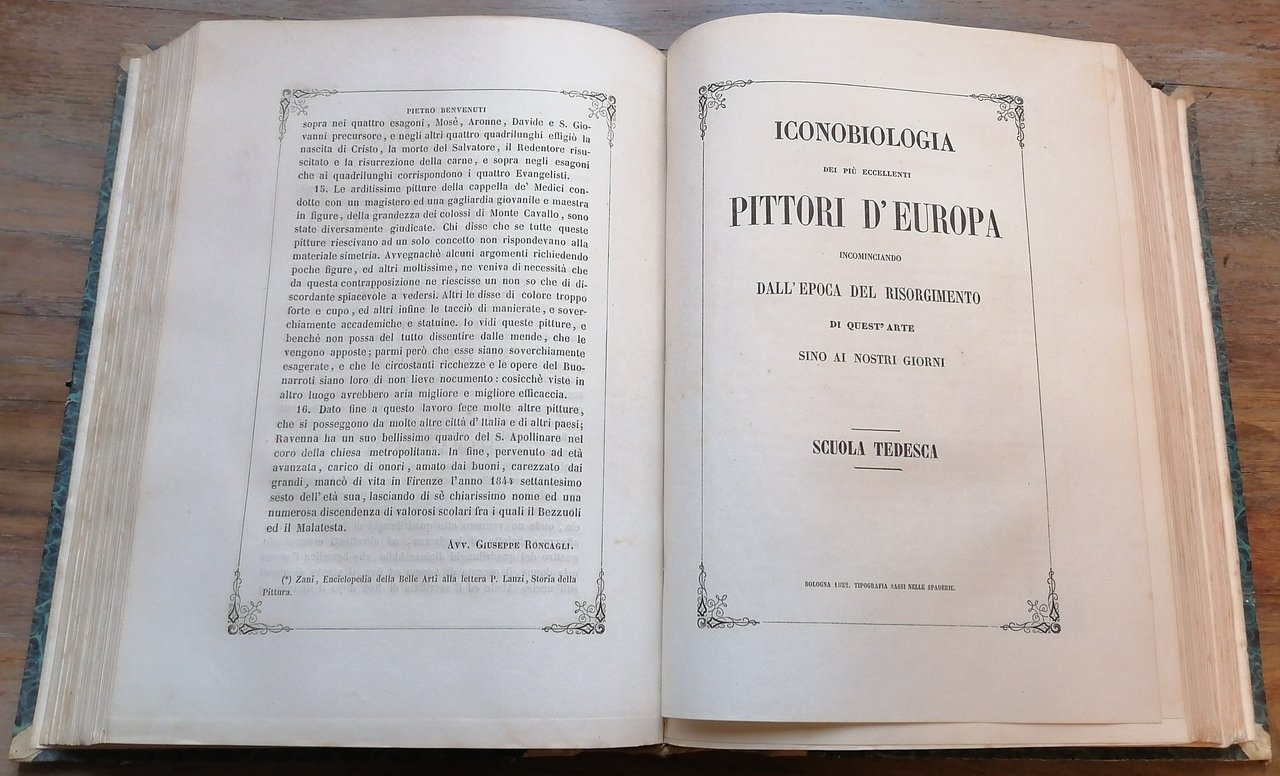 PIETRO BENVENUTI
sopra nei quattro esagoni, Mosè, Aronne, Davide e S. Gio-
vanni precursore, e negli altri quattro quadrilunghi effigiò la
nascita di Cristo, la morte del Salvatore, il Redentore risu-
scitato e la risurrezione della carne, e sopra negli esagoni
che ai quadrilunghi corrispondono i quattro Evangelisti.
15. Le arditissime pitture della cappella de' Medici con-
dotte con un magistero ed una gagliardia giovanile e maestra
in figure, della grandezza dei colossi di Monte Cavallo, sono
state diversamente giudicate. Chi disse che se tutte queste
pitture riescivano ad un solo concetto non rispondevano alla
materiale simetria. Avvegnachè alcuni argomenti richiedendo
poche figure, ed altri moltissime, ne veniva di necessità che
da questa contrapposizione ne riescisse un non so che di di-
scordante spiacevole a vedersi. Altri le disse di colore troppo
forte e cupo, ed altri infine le tacciò di manierate, e sover-
chiamente accademiche e statuine. Io vidi queste pitture, e
benchè non possa del tutto dissentire dalle mende, che le
vengono apposte; parmi però che esse siano soverchiamente
esagerate, e che le circostanti ricchezze e le opere del Buo-
narroti siano loro di non lieve nocumento: cosicchè viste in
altro luogo avrebbero aria migliore e migliore efficaccia.
16. Dato fine a questo lavoro fece molte altre pitture,
che si posseggono da molte altre città d' Italia e di altri paesi;
Ravenna ha un suo bellissimo quadro del S. Apollinare nel
coro della chiesa metropolitana. In fine, pervenuto ad età
avanzata, carico di onori, amato dai buoni, carezzato dai
grandi, mancò di vita in Firenze l'anno 1844 settantesimo
sesto dell'età sua, lasciando di sè chiarissimo nome ed una
numerosa discendenza di valorosi scolari fra i quali il Bezzuoli
ed il Malatesta.
Avv. Giuseppe Roncagli.
(*) Zani, Enciclopedia della Belle Arti alla lettera P. Lanzi, Storia della
Pittura.
ICONOBIOLOGIA
DEI PIÙ ECCELLENTI
PITTORI D' EUROPA
INCOMINCIANDO
DALL' EPOCA DEL RISORGIMENTO
DI QUEST' ARTE
SINO AI NOSTRI GIORNI
SCUOLA TEDESCA
BOLOGNA 1852. TIPOGRAFIA SASSI NELLE SPADERIE.